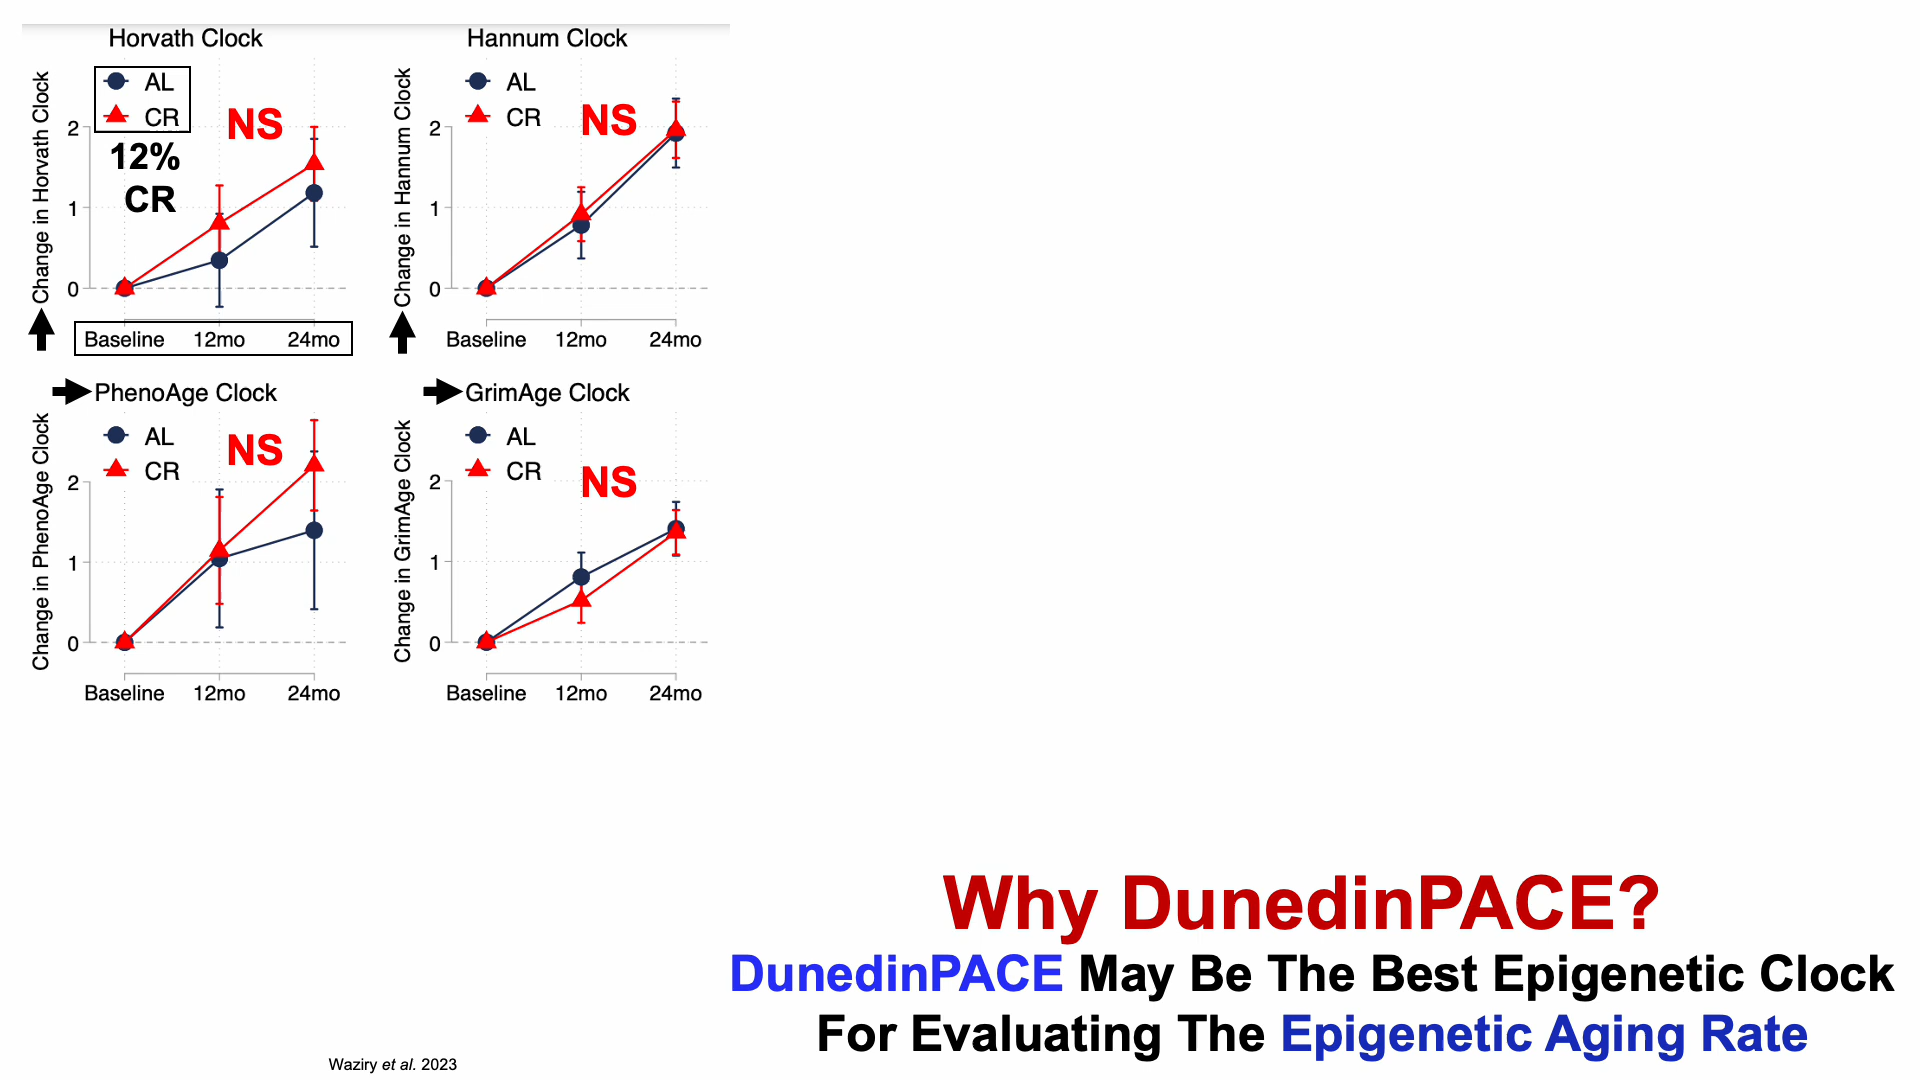 Horvath Clock
AL
CR
NS
12%
CR
Change in Horvath Clock
2
1
0
Baseline 12mo 24mo
Hannum Clock
AL
CR
NS
Change in Hannum Clock
2
1
0
Baseline 12mo 24mo
PhenoAge Clock
AL
CR
NS
Change in PhenoAge Clock
2
1
0
Baseline 12mo 24mo
GrimAge Clock
AL
CR
NS
Change in GrimAge Clock
2
1
0
Baseline 12mo 24mo
Why DunedinPACE?
DunedinPACE May Be The Best Epigenetic Clock
For Evaluating The Epigenetic Aging Rate
Waziry et al. 2023